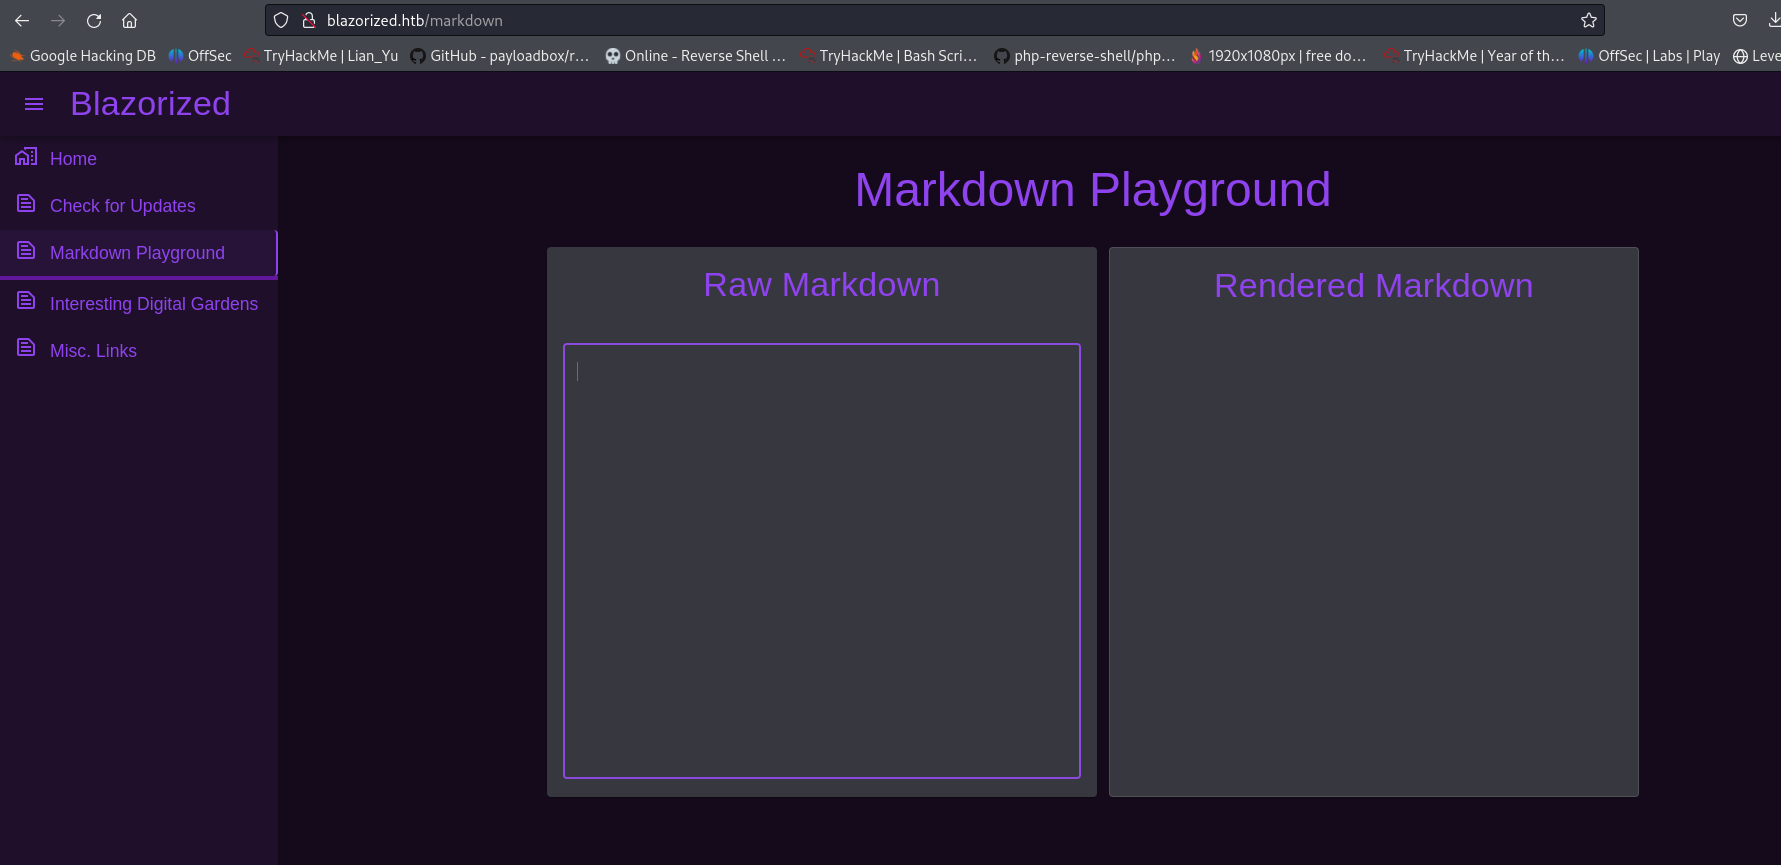 blazorized.htb/markdown
Google Hacking DB OffSec TryHackMe | Lian_Yu GitHub - payloadbox/r... Online - Reverse Shell ... TryHackMe | Bash Scri... php-reverse-shell/php... 1920x1080px | free do... TryHackMe | Year of th... OffSec | Labs | Play Leve
Blazorized
Home
Check for Updates
Markdown Playground
Interesting Digital Gardens
Misc. Links
Markdown Playground
Raw Markdown
Rendered Markdown